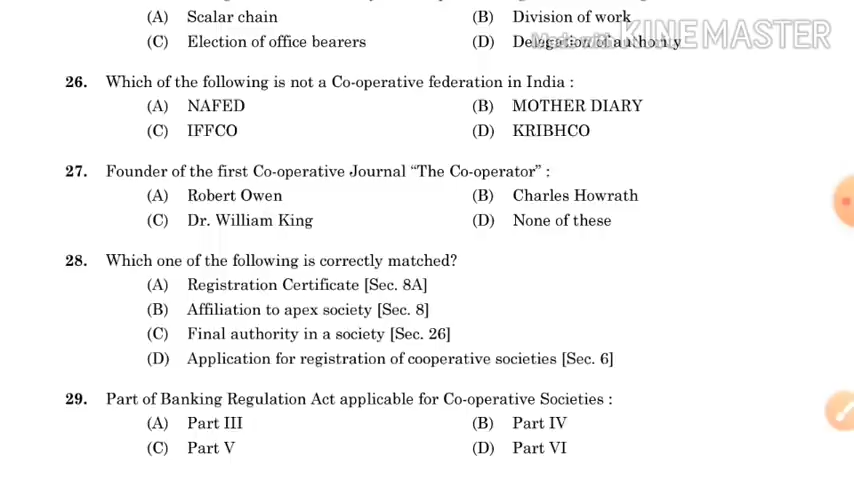 (A) Scalar chain (B) Division of work
(C) Election of office bearers (D) Delegation of authority
Made with KINEMASTER
26. Which of the following is not a Co-operative federation in India :
(A) NAFED (B) MOTHER DIARY
(C) IFFCO (D) KRIBHCO
27. Founder of the first Co-operative Journal “The Co-operator” :
(A) Robert Owen (B) Charles Howrath
(C) Dr. William King (D) None of these
28. Which one of the following is correctly matched?
(A) Registration Certificate [Sec. 8A]
(B) Affiliation to apex society [Sec. 8]
(C) Final authority in a society [Sec. 26]
(D) Application for registration of cooperative societies [Sec. 6]
29. Part of Banking Regulation Act applicable for Co-operative Societies :
(A) Part III (B) Part IV
(C) Part V (D) Part VI